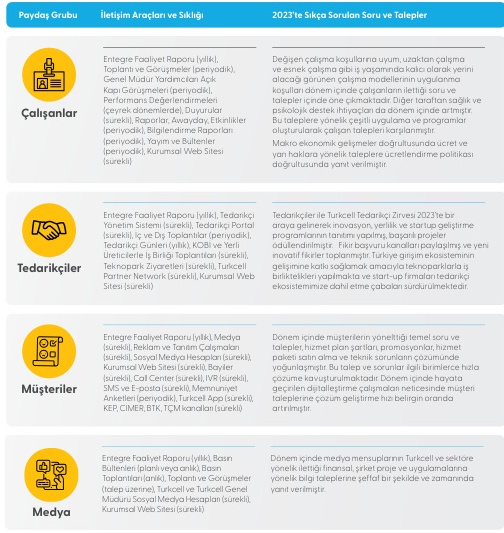 Paydaş Grubu
İletişim Araçları ve Sıklığı
2023'te Sıkça Sorulan Soru ve Talepler
Çalışanlar
Entegre Faaliyet Raporu (yıllık),
Toplantı ve Görüşmeler (periyodik),
Genel Müdür Yardımcıları Açık
Kapı Görüşmeleri (periyodik),
Performans Değerlendirmeleri
(çeyrek dönemlerde), Duyurular
(sürekli), Raporlar, Awayday, Etkinlikler
(periyodik), Bilgilendirme Raporları
(periyodik), Yayım ve Bültenler
(periyodik), Kurumsal Web Sitesi
(sürekli)
Değişen çalışma koşullarına uyum, uzaktan çalışma
ve esnek çalışma gibi iş yaşamında kalıcı olarak yerini
alacağı görünen çalışma modellerinin uygulanma
koşulları dönem içinde çalışanların ilettiği soru ve
talepler içinde öne çıkmaktadır. Diğer taraftan sağlık ve
psikolojik destek ihtiyaçları da dönem içinde artmıştır.
Bu taleplere yönelik çeşitli uygulama ve programlar
oluşturularak çalışan talepleri karşılanmıştır.
Makro ekonomik gelişmeler doğrultusunda ücret ve
yan haklara yönelik taleplere ücretlendirme politikası
doğrultusunda yanıt verilmiştir.
Tedarikçiler
Entegre Faaliyet Raporu (yıllık), Tedarikçi
Yönetim Sistemi (sürekli), Tedarikçi Portalı
(sürekli), İç ve Dış Toplantılar (periyodik),
Tedarikçi Günleri (yıllık), KOBİ ve Yerli
Üreticilerle İş Birliği Toplantıları (sürekli),
Teknopark Ziyaretleri (sürekli), Turkcell
Partner Network (sürekli), Kurumsal Web
Sitesi (sürekli)
Tedarikçiler ile Turkcell Tedarikçi Zirvesi 2023'te bir
araya gelinerek inovasyon, yerlilik ve startup geliştirme
programlarının tanıtımı yapılmış, başarılı projeler
ödüllendirilmiştir. Fikir başvuru kanalları paylaşılmış ve yeni
inovatif fikirler toplanmıştır. Türkiye girişim ekosisteminin
gelişimine katkı sağlamak amacıyla teknoparklarla iş
birliktelikleri yapılmakta ve start-up firmaları tedarikçi
ekosistemimize dahil etme çabaları sürdürülmektedir.
Müşteriler
Entegre Faaliyet Raporu (yıllık), Medya
(sürekli), Reklam ve Tanıtım Çalışmaları
(sürekli), Sosyal Medya Hesapları (sürekli),
Kurumsal Web Sitesi (sürekli), Bayiler
(sürekli), Call Center (sürekli), IVR (sürekli),
SMS ve E-posta (sürekli), Memnuniyet
Anketleri (periyodik), Turkcell App (sürekli),
KEP, CİMER, BTK, TÇM kanalları (sürekli)
Dönem içinde müşterilerin yönelttiği temel soru ve
talepler, hizmet plan şartları, promosyonlar, hizmet
paketi satın alma ve teknik sorunların çözümünde
yoğunlaşmıştır. Bu talep ve sorunlar ilgili birimlerce hızla
çözüme kavuşturulmaktadır. Dönem içinde hayata
geçirilen dijitalleştirme çalışmaları neticesinde müşteri
taleplerine çözüm geliştirme hızı belirgin oranda
artırılmıştır.
Medya
Entegre Faaliyet Raporu (yıllık), Basın
Bültenleri (planlı veya anlık), Basın
Toplantıları (anlık), Toplantı ve Görüşmeler
(talep üzerine), Turkcell ve Turkcell Genel
Müdürü Sosyal Medya Hesapları (sürekli),
Kurumsal Web Sitesi (sürekli)
Dönem içinde medya mensuplarının Turkcell ve sektöre
yönelik ilettiği finansal, şirket proje ve uygulamalarına
yönelik bilgi taleplerine şeffaf bir şekilde ve zamanında
yanıt verilmiştir.